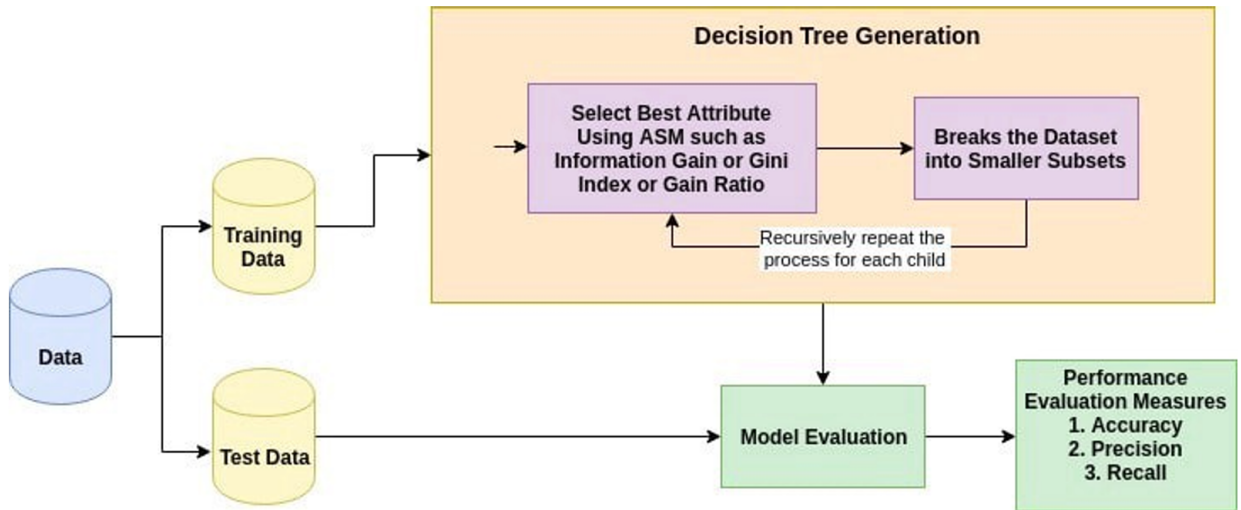 Decision Tree Generation
Select Best Attribute
Using ASM such as
Information Gain or Gini
Index or Gain Ratio
Breaks the Dataset
into Smaller Subsets
Recursively repeat the
process for each child
Training
Data
Data
Test Data
Model Evaluation
Performance
Evaluation Measures
1. Accuracy
2. Precision
3. Recall